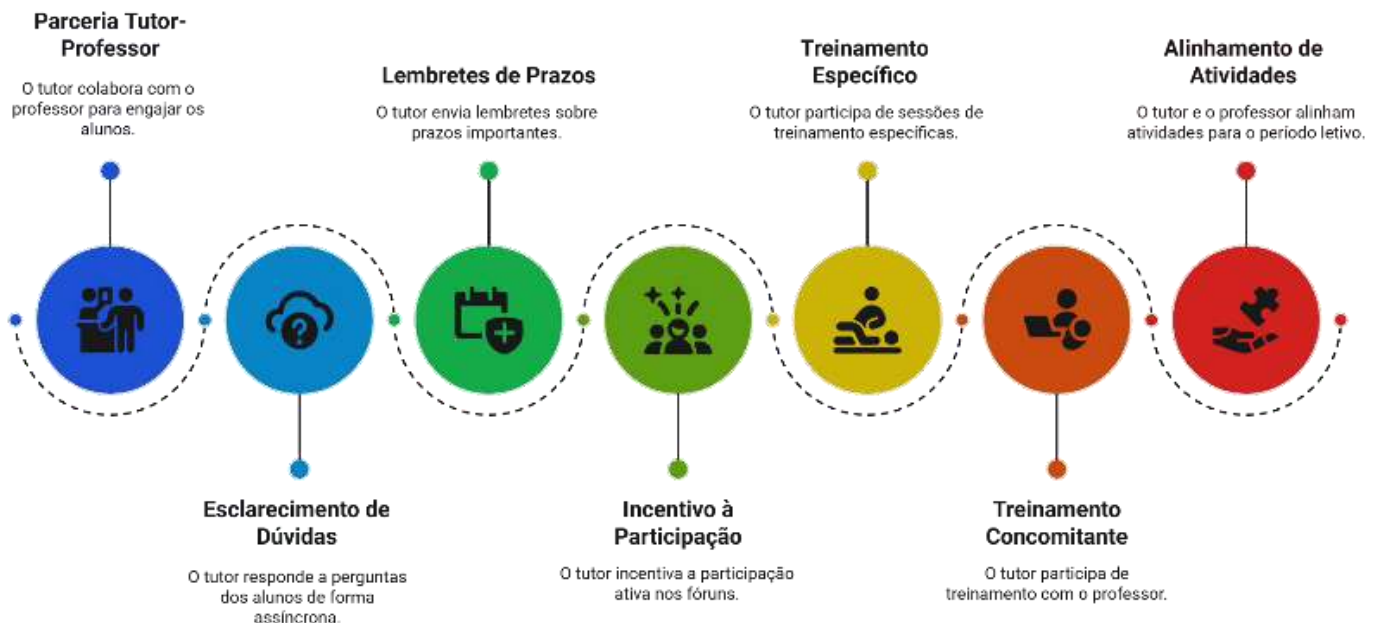 Parceria Tutor-
Professor
O tutor colabora com o
professor para engajar os
alunos.
Esclarecimento de
Dúvidas
O tutor responde a perguntas
dos alunos de forma
assíncrona.
Lembretes de Prazos
O tutor envia lembretes sobre
prazos importantes.
Incentivo à
Participação
O tutor incentiva a participação
ativa nos fóruns.
Treinamento
Específico
O tutor participa de sessões de
treinamento específicas.
Treinamento
Concomitante
O tutor participa de
treinamento com o professor.
Alinhamento de
Atividades
O tutor e o professor alinham
atividades para o período letivo.